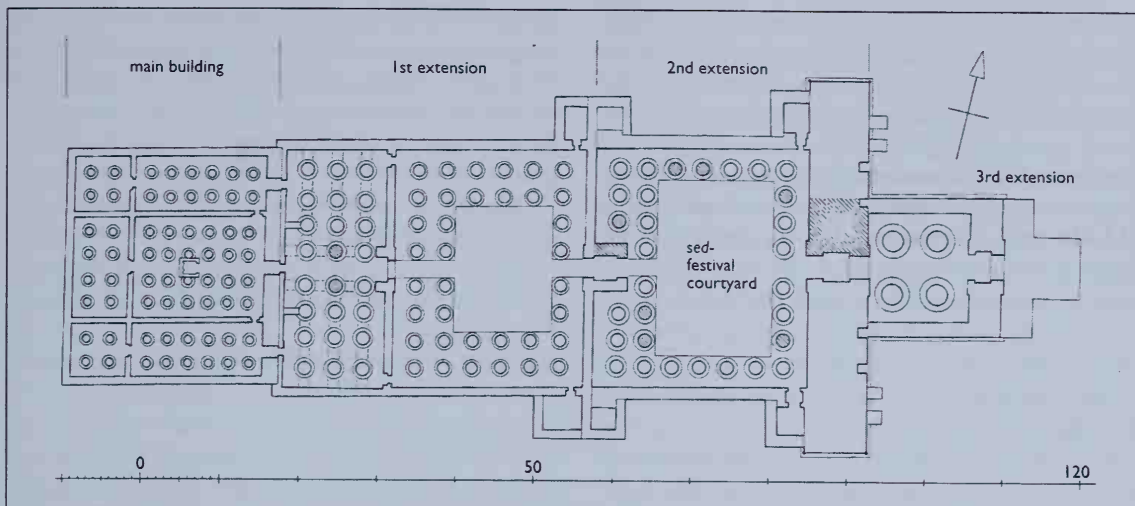 main building
1st extension
2nd extension
3rd extension
sed-
festival
courtyard
0
50
120